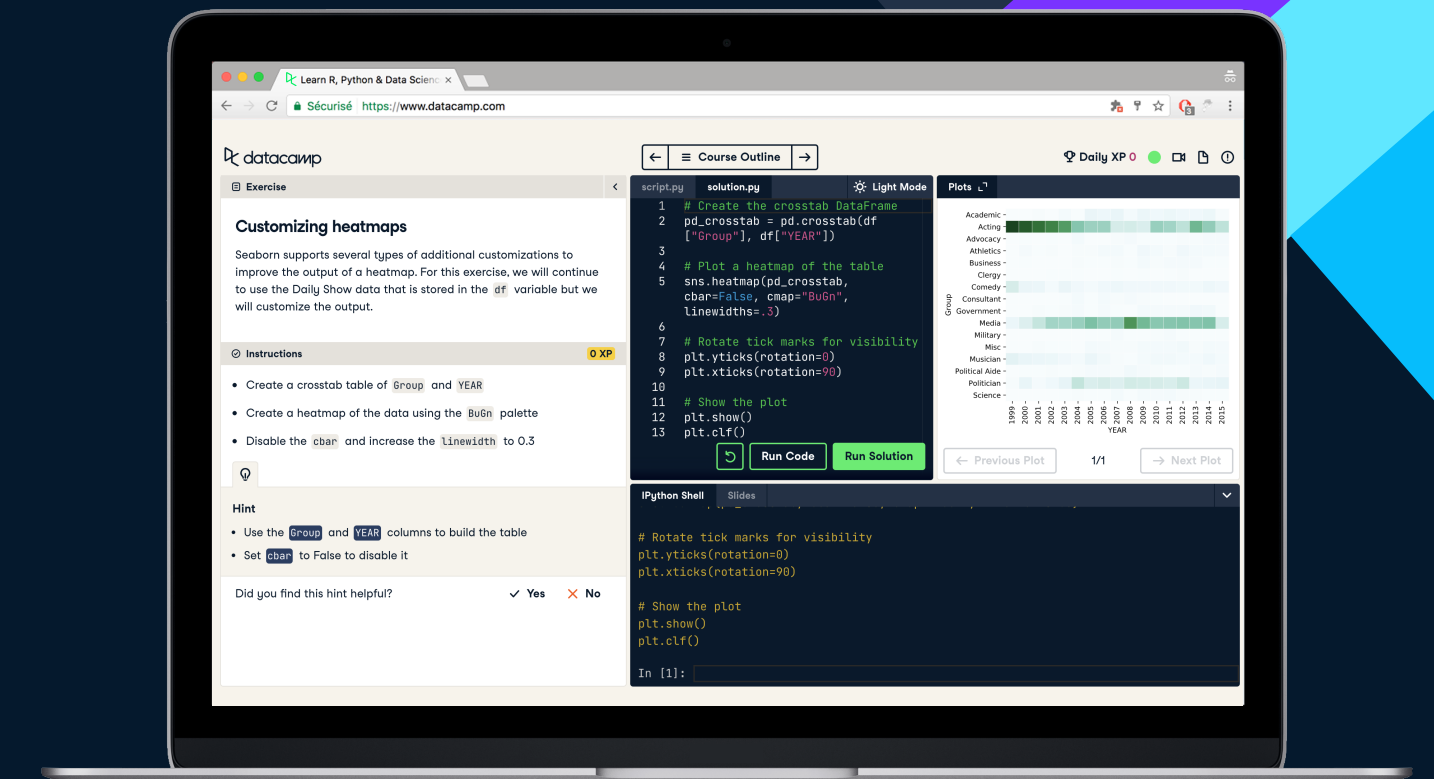 Learn R, Python & Data Scienc
Sécurisé https://www.datacamp.com
datacamp
Course Outline
Daily XP 0
Exercise
Customizing heatmaps
Seaborn supports several types of additional customizations to
improve the output of a heatmap. For this exercise, we will continue
to use the Daily Show data that is stored in the df variable but we
will customize the output.
Instructions
0 XP
Create a crosstab table of Group and YEAR
Create a heatmap of the data using the BuGn palette
Disable the cbar and increase the linewidth to 0.3
Hint
Use the Group and YEAR columns to build the table
Set cbar to False to disable it
Did you find this hint helpful?
Yes
No
script.py
solution.py
Light Mode
1 # Create the crosstab DataFrame
2 pd_crosstab = pd.crosstab(df
["Group"], df["YEAR"])
3
4 # Plot a heatmap of the table
5 sns.heatmap(pd_crosstab,
cbar=False, cmap="BuGn",
linewidths=.3)
6
7 # Rotate tick marks for visibility
8 plt.yticks(rotation=0)
9 plt.xticks(rotation=90)
10
11 # Show the plot
12 plt.show()
13 plt.clf()
Run Code
Run Solution
Plots
Academic
Acting
Advocacy
Athletics
Business
Clergy
Comedy
Consultant
Government
Media
Military
Misc
Musician
Political Aide
Politician
Science
Group
1999 2000 2001 2002 2003 2004 2005 2006 2007 2008 2009 2010 2011 2012 2013 2014 2015
YEAR
Previous Plot
1/1
Next Plot
IPython Shell
Slides
# Rotate tick marks for visibility
plt.yticks(rotation=0)
plt.xticks(rotation=90)
# Show the plot
plt.show()
plt.clf()
In [1]: